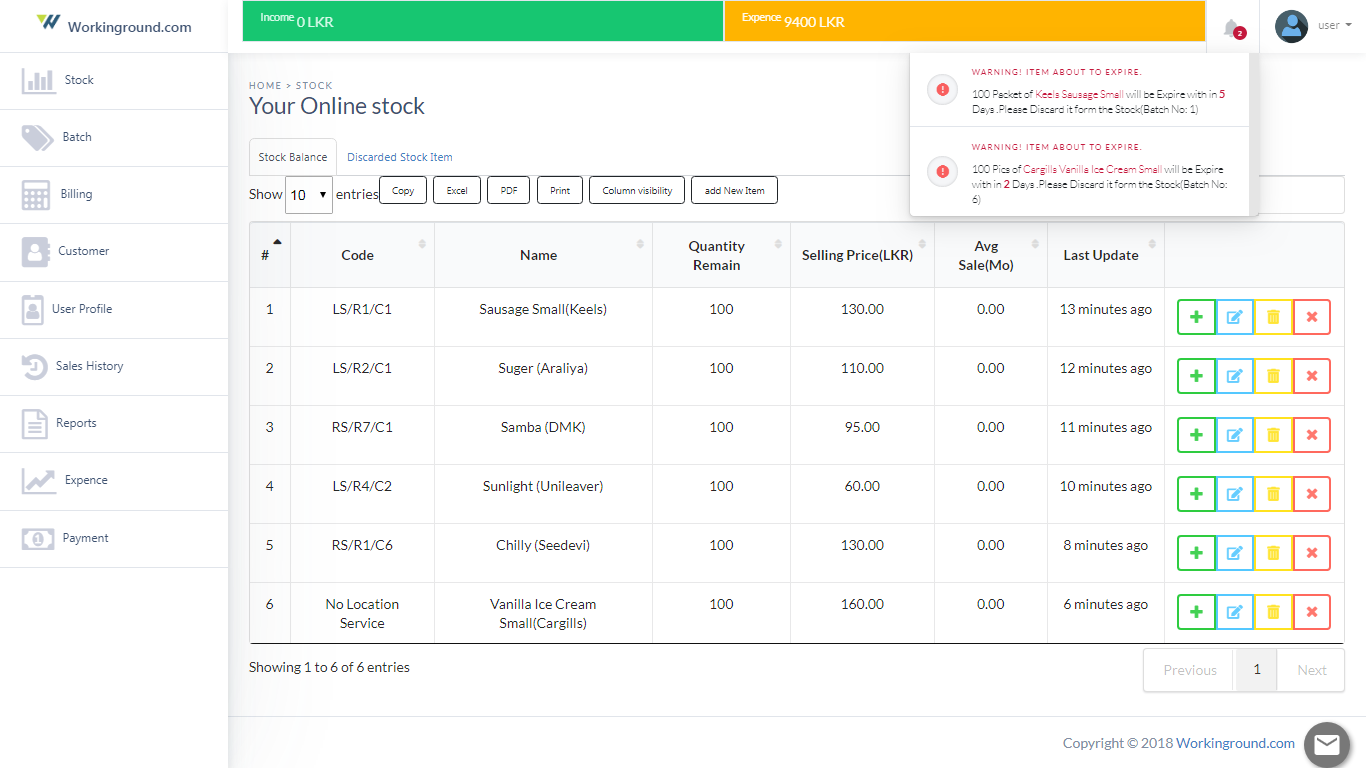 Workinground.com
Income 0 LKR
Expence 9400 LKR
2
user
Stock
Batch
Billing
Customer
User Profile
Sales History
Reports
Expence
Payment
WARNING! ITEM ABOUT TO EXPIRE.
100 Packet of Keels Sausage Small will be Expire with in 5
Days .Please Discard it form the Stock(Batch No: 1)
WARNING! ITEM ABOUT TO EXPIRE.
100 Pics of Cargills Vanilla Ice Cream Small will be Expire
with in 2 Days .Please Discard it form the Stock(Batch No:
6)
HOME > STOCK
Your Online stock
Stock Balance Discarded Stock Item
Show 10 entries Copy Excel PDF Print Column visibility add New Item
# Code Name Quantity Remain Selling Price(LKR) Avg Sale(Mo) Last Update
1 LS/R1/C1 Sausage Small(Keels) 100 130.00 0.00 13 minutes ago
2 LS/R2/C1 Suger (Araliya) 100 110.00 0.00 12 minutes ago
3 RS/R7/C1 Samba (DMK) 100 95.00 0.00 11 minutes ago
4 LS/R4/C2 Sunlight (Unileaver) 100 60.00 0.00 10 minutes ago
5 RS/R1/C6 Chilly (Seedevi) 100 130.00 0.00 8 minutes ago
6 No Location Service Vanilla Ice Cream Small(Cargills) 100 160.00 0.00 6 minutes ago
Showing 1 to 6 of 6 entries
Previous 1 Next
Copyright © 2018 Workinground.com